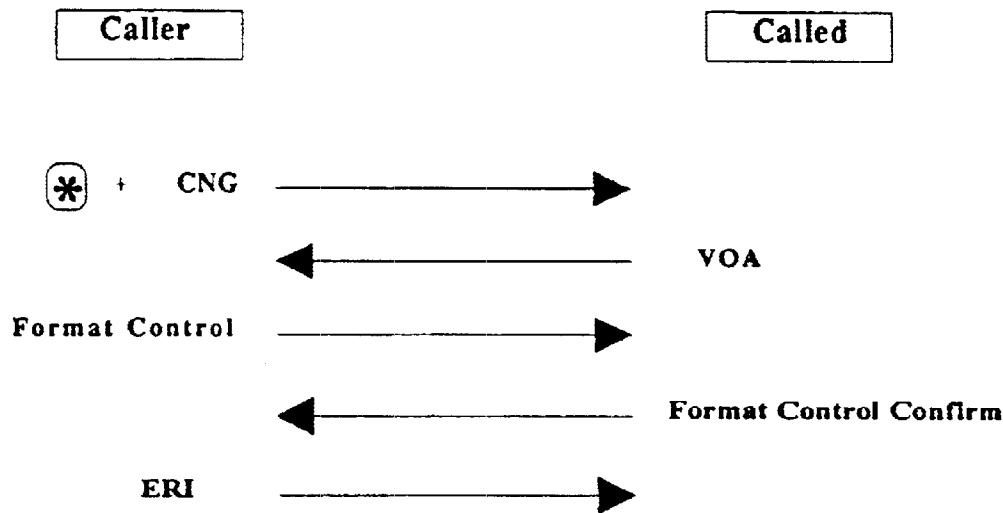 Caller
Called
* + CNG
VOA
Format Control
Format Control Confirm
ERI